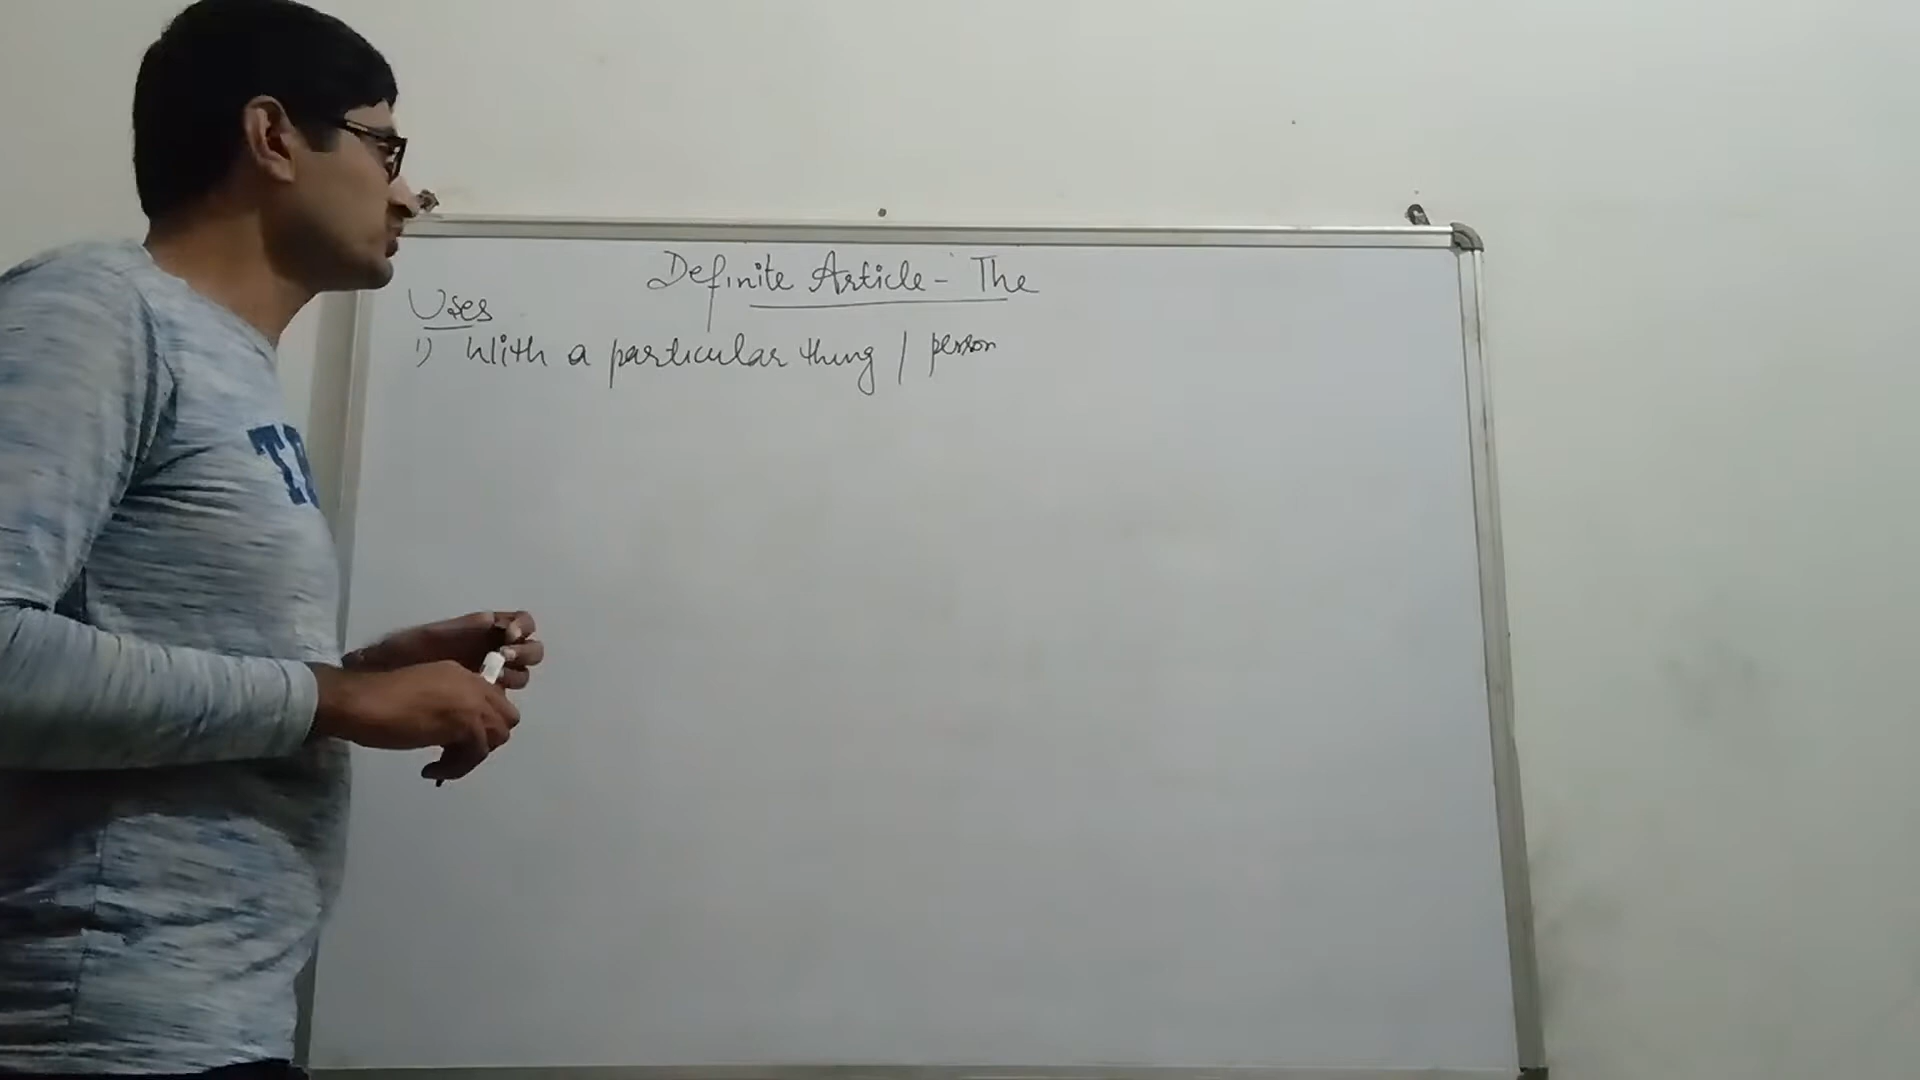 Definite Article - The
Uses
1) With a particular thing / person